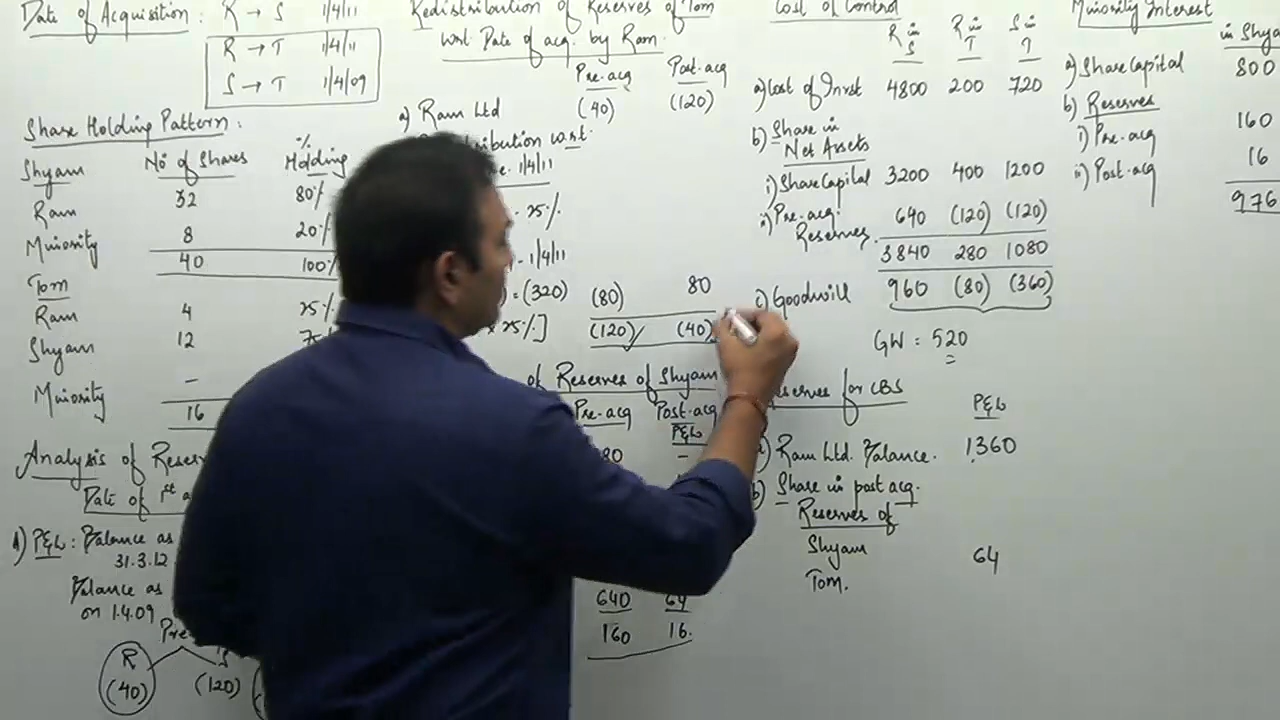 Date of Acquisition: R → S 1/4/11
R → T 1/4/11
S → T 1/4/09
Share Holding Pattern:
Shyam No of Shares % Holding
Ram 32 80%
Minority 8 20%
40 100%
Tom
Ram 4 25%
Shyam 12
Minority -
16
Analysis of
Date of 1st
A) P&L: Balance as
31.3.12
Balance as
on 1.4.09
R
(40) (120)
Redistribution of Reserves of Tom
w.r.t. Date of acq. by Ram.
Pre-acq Post-acq
a) Ram Ltd (40) (120)
w.r.t.
1/4/11
- 25%
- 1/4/11
= (320) (80) 80
25%] (120) ✓ (40)
of Reserves of Shyam
Pre-acq Post-acq
P&L
-
640 64
160 16.
Cost of Control
R in S R in T S in T
a) Cost of Invst 4800 200 720
b) Share in
Net Assets
i) Share Capital 3200 400 1200
ii) Pre-acq. Reserves. 640 (120) (120)
3840 280 1080
c) Goodwill 960 (80) (360)
GW = 520
for CBS
P&L
a) Ram Ltd. Balance. 1360
b) Share in post acq.
Reserves of
Shyam 64
Tom.
Minority Interest
in
a) Share Capital 800
b) Reserves
i) Pre-acq 160
ii) Post-acq 16
976